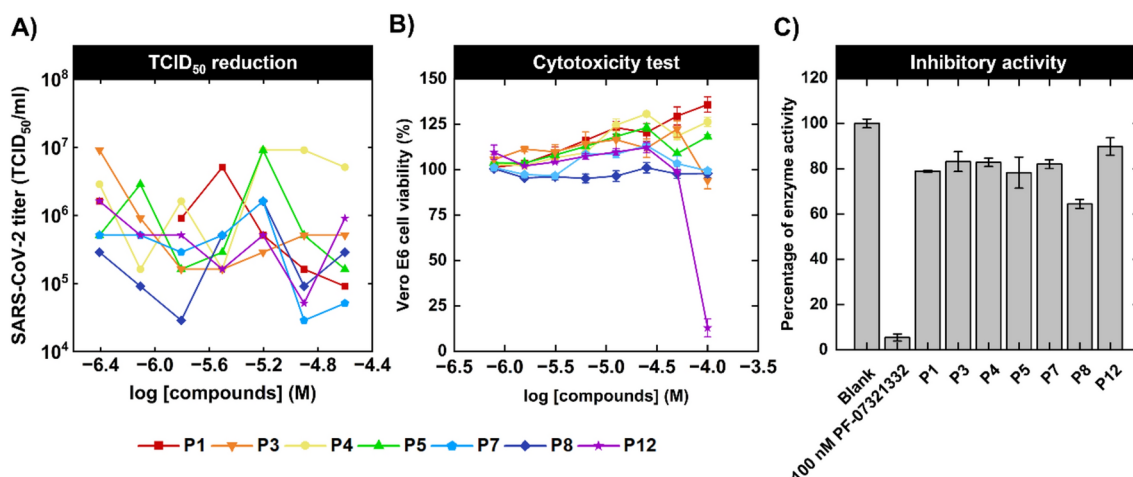 A)
TCID50 reduction
SARS-CoV-2 titer (TCID50/ml)
10^8
10^7
10^6
10^5
10^4
−6.4 −6.0 −5.6 −5.2 −4.8 −4.4
log [compounds] (M)
B)
Cytotoxicity test
Vero E6 cell viability (%)
150
125
100
75
50
25
0
−6.5 −6.0 −5.5 −5.0 −4.5 −4.0 −3.5
log [compounds] (M)
C)
Inhibitory activity
Percentage of enzyme activity
120
100
80
60
40
20
0
Blank
100 nM PF-07321332
P1
P3
P4
P5
P7
P8
P12
P1 P3 P4 P5 P7 P8 P12